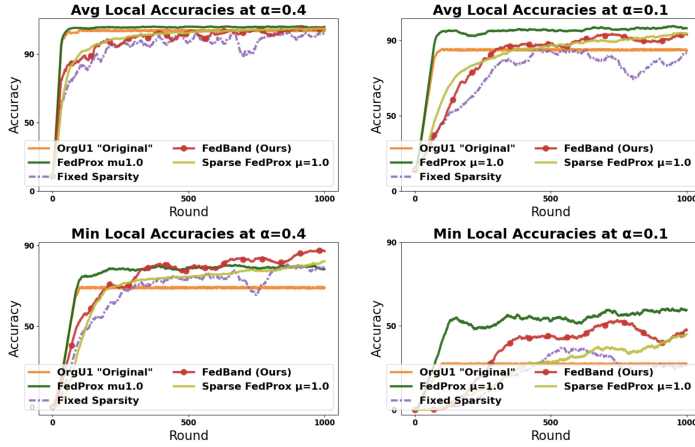 Avg Local Accuracies at α=0.4
Accuracy
90
50
0
OrgU1 "Original"
FedProx mu1.0
Fixed Sparsity
FedBand (Ours)
Sparse FedProx μ=1.0
0
500
1000
Round
Avg Local Accuracies at α=0.1
Accuracy
90
50
0
OrgU1 "Original"
FedProx μ=1.0
Fixed Sparsity
FedBand (Ours)
Sparse FedProx μ=1.0
0
500
1000
Round
Min Local Accuracies at α=0.4
Accuracy
90
50
0
OrgU1 "Original"
FedProx mu1.0
Fixed Sparsity
FedBand (Ours)
Sparse FedProx μ=1.0
0
500
1000
Round
Min Local Accuracies at α=0.1
Accuracy
90
50
0
OrgU1 "Original"
FedProx μ=1.0
Fixed Sparsity
FedBand (Ours)
Sparse FedProx μ=1.0
0
500
1000
Round